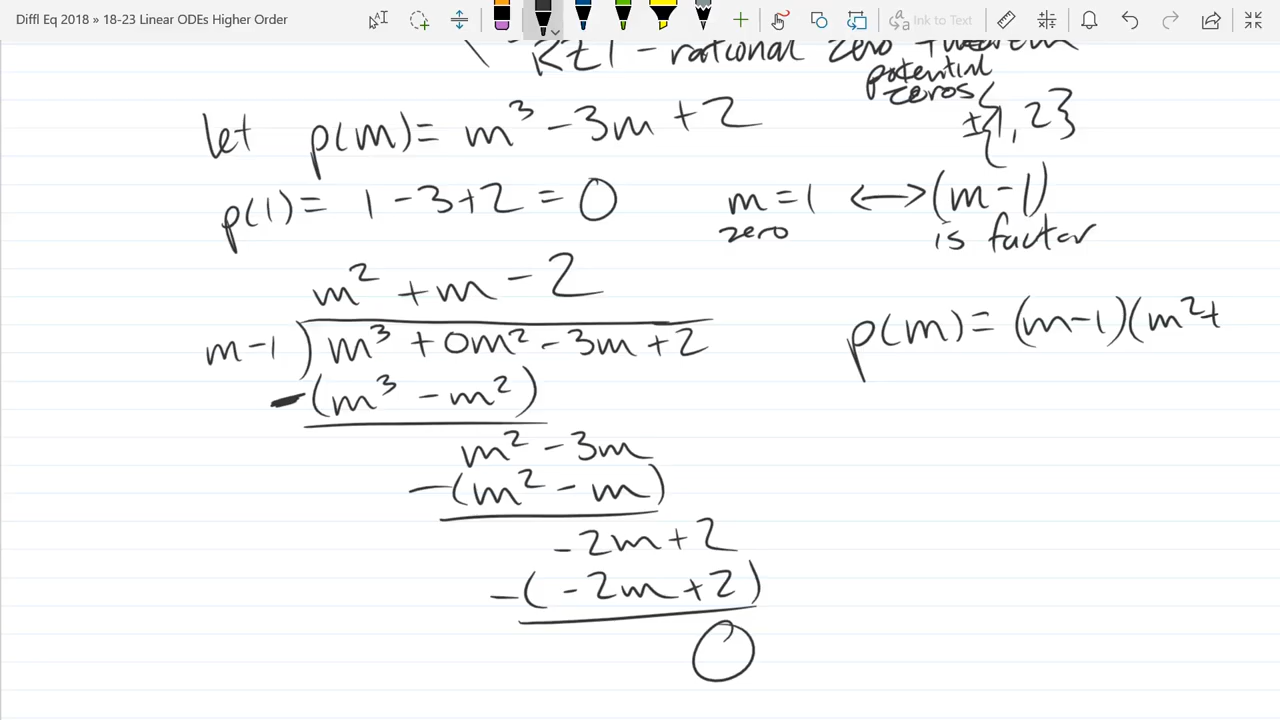 Diffl Eq 2018 » 18-23 Linear ODEs Higher Order
Ink to Text
RZT - rational zero theorem
potential
zeros
± {1, 2}
let p(m) = m³ - 3m + 2
p(1) = 1 - 3 + 2 = 0
m = 1 ⟷ (m - 1)
zero is factor
m² + m - 2
m - 1 ) m³ + 0m² - 3m + 2
p(m) = (m-1)(m²+
-(m³ - m²)
m² - 3m
-(m² - m)
-2m + 2
-(-2m + 2)
0